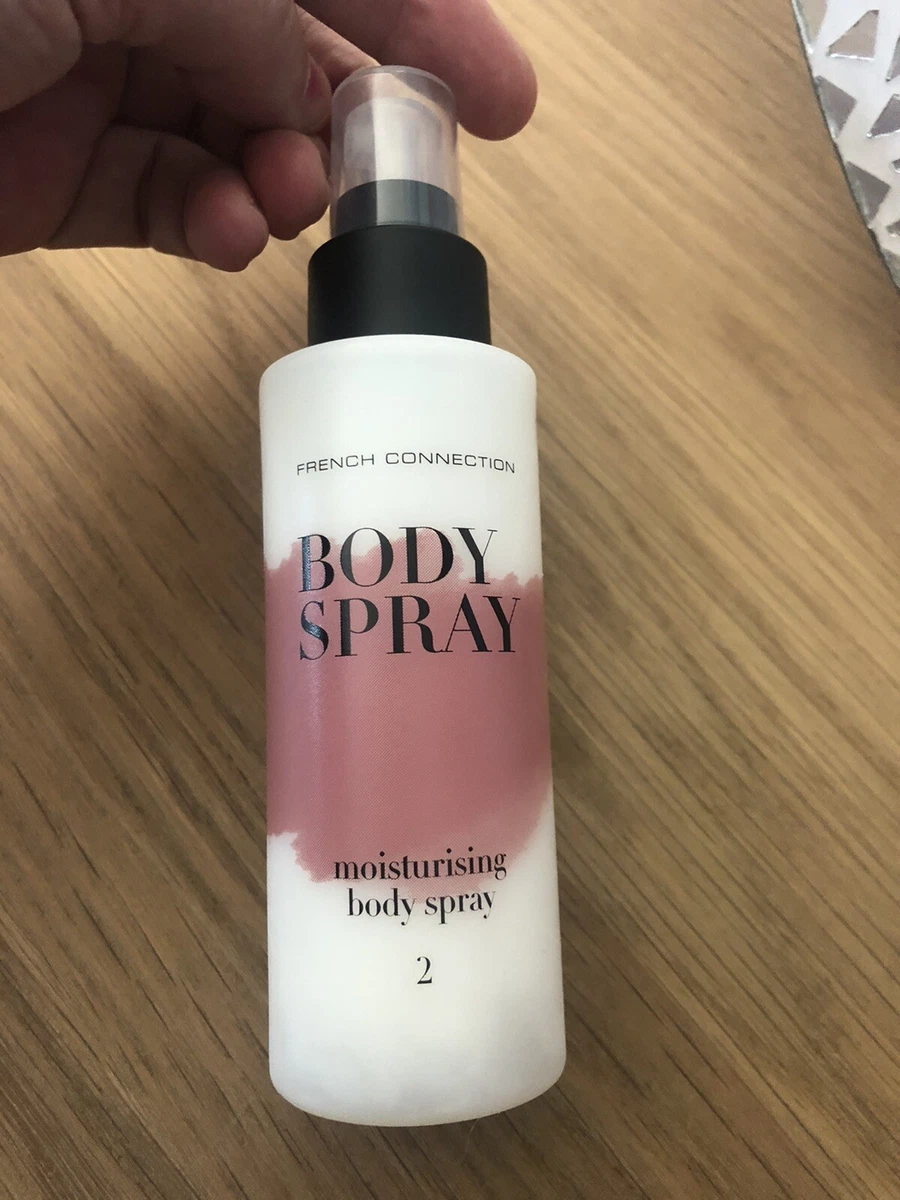 FRENCH CONNECTION
BODY
SPRAY
moisturising
body spray
2